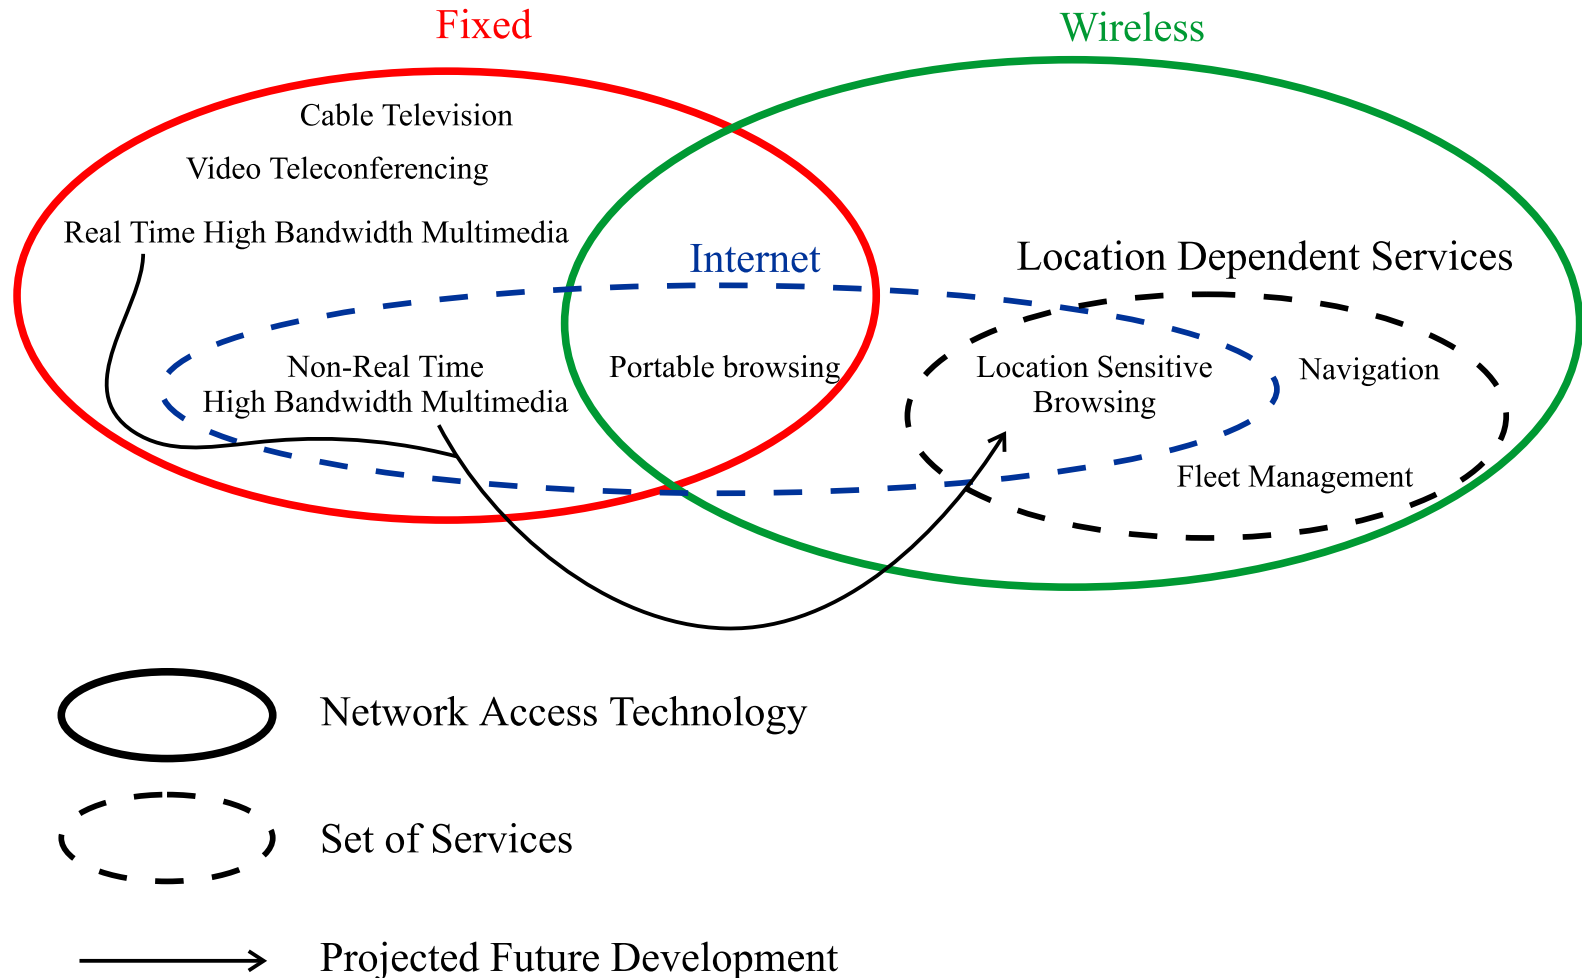 Fixed
Wireless
Cable Television
Video Teleconferencing
Real Time High Bandwidth Multimedia
Internet
Location Dependent Services
Non-Real Time
High Bandwidth Multimedia
Portable browsing
Location Sensitive
Browsing
Navigation
Fleet Management
Network Access Technology
Set of Services
Projected Future Development